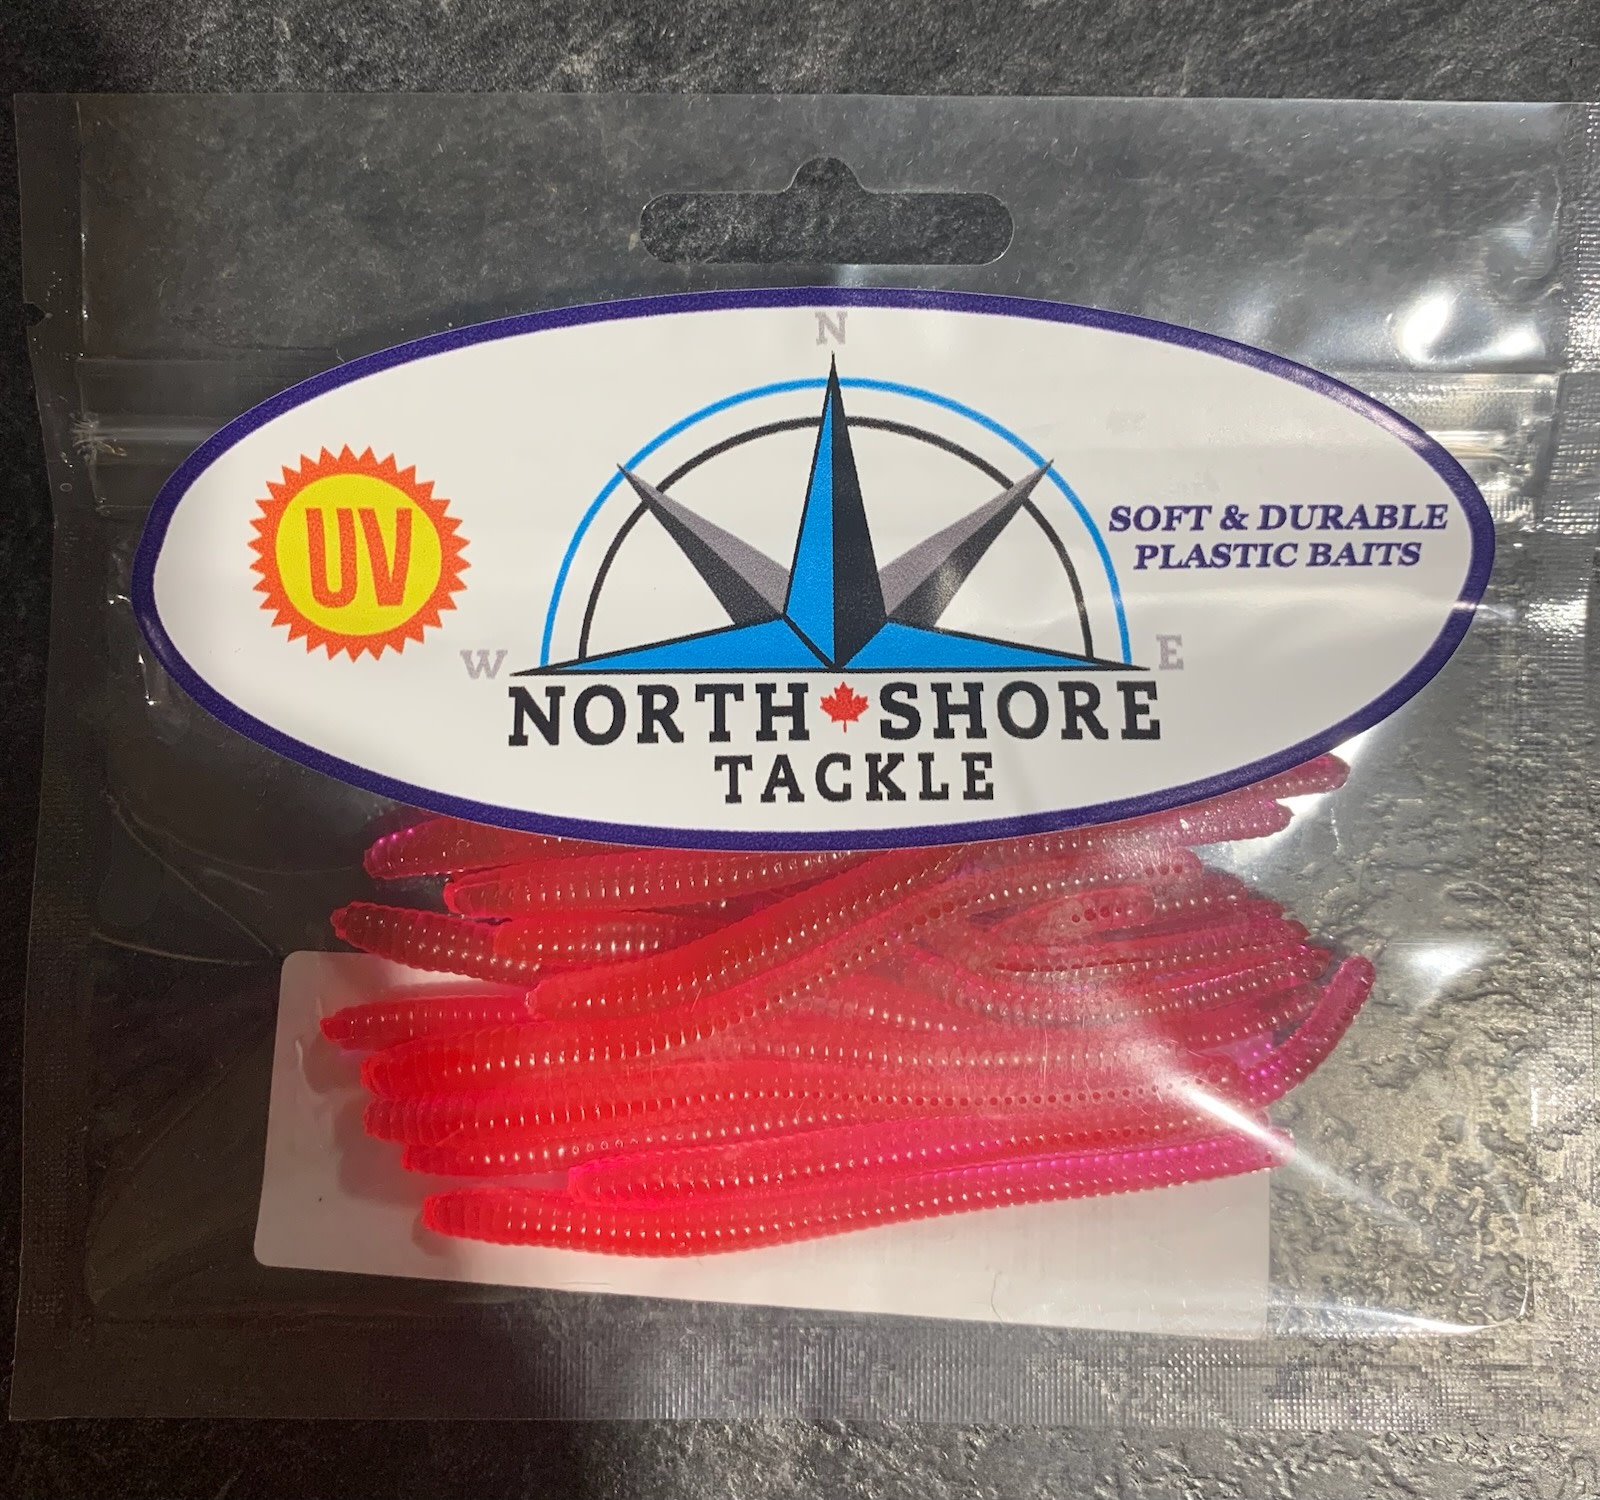 N
UV
SOFT & DURABLE
PLASTIC BAITS
W
E
NORTH SHORE
TACKLE